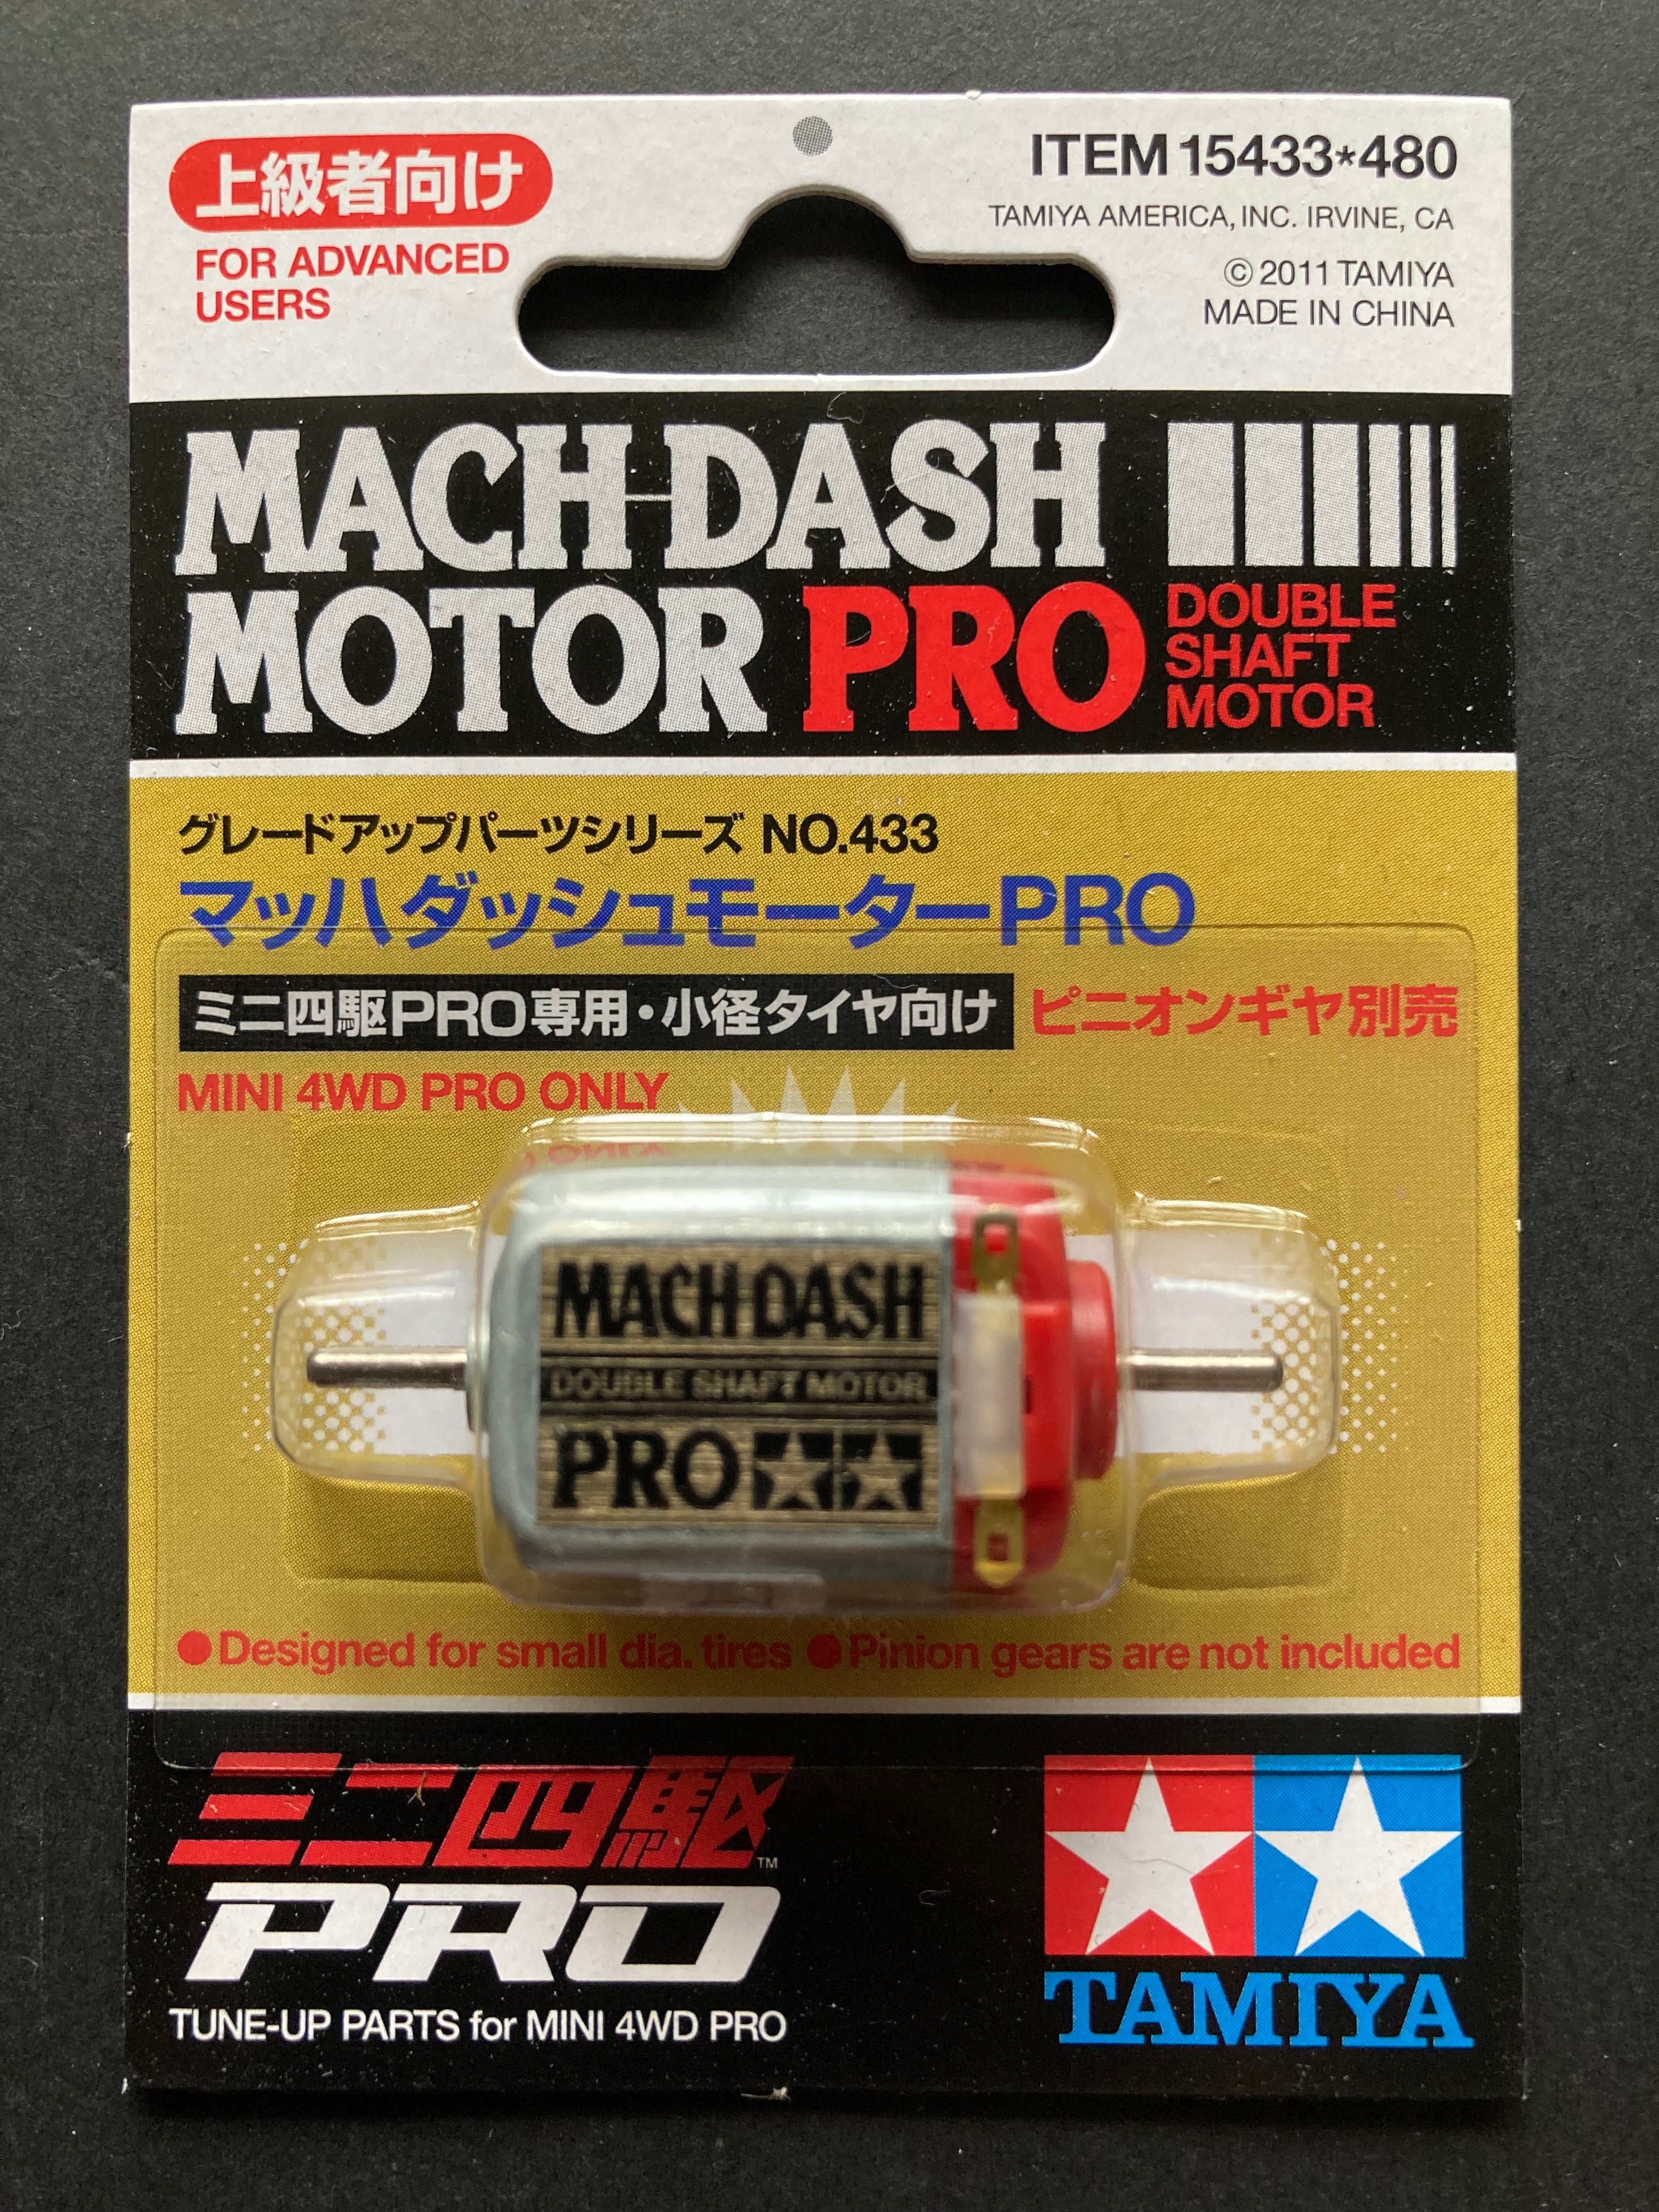 上級者向け
FOR ADVANCED
USERS
ITEM 15433*480
TAMIYA AMERICA, INC. IRVINE, CA
© 2011 TAMIYA
MADE IN CHINA
MACH-DASH
MOTOR PRO
DOUBLE
SHAFT
MOTOR
グレードアップパーツシリーズ NO.433
マッハダッシュモーターPRO
ミニ四駆PRO専用・小径タイヤ向け
ピニオンギヤ別売
MINI 4WD PRO ONLY
MACH DASH
DOUBLE SHAFT MOTOR
PRO
●Designed for small dia. tires ●Pinion gears are not included
ミニ四駆™
PRO
TUNE-UP PARTS for MINI 4WD PRO
TAMIYA